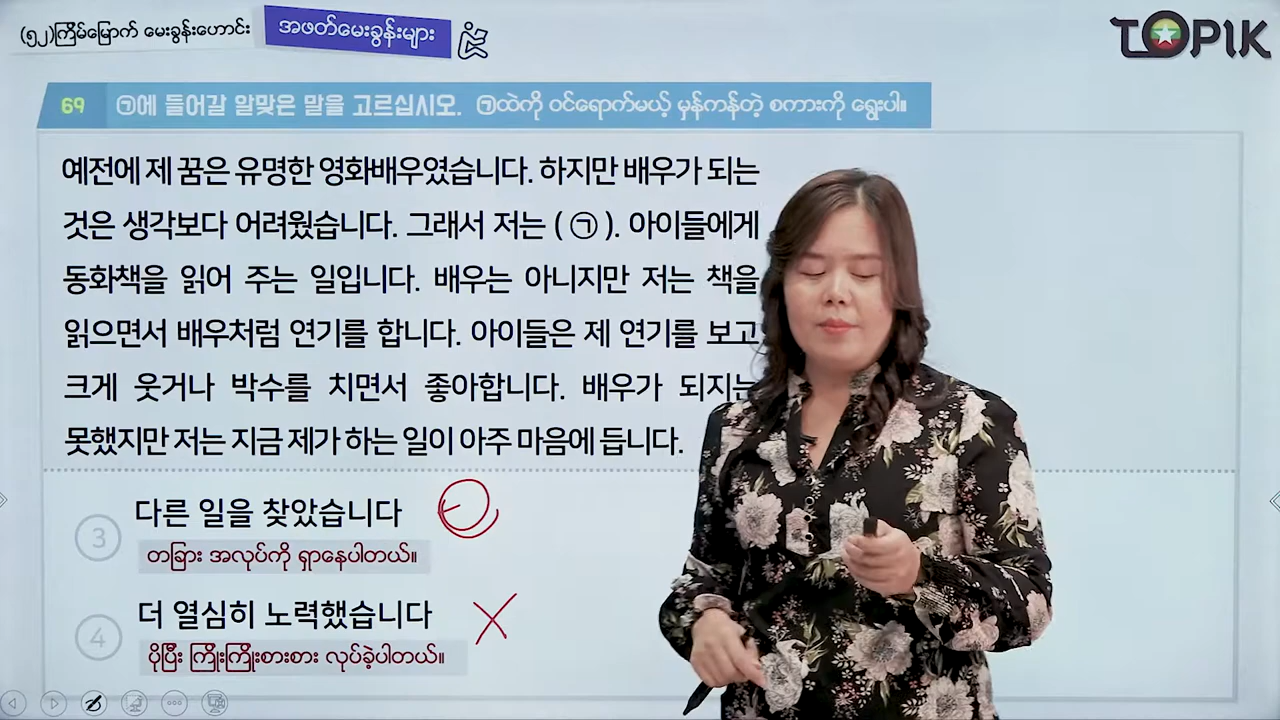 (၅၂)ကြိမ်မြောက် မေးခွန်းဟောင်း
အဖတ်မေးခွန်းများ
TOPIK
69 ㉠에 들어갈 알맞은 말을 고르십시오. ㉠ထဲကို ဝင်ရောက်မယ့် မှန်ကန်တဲ့ စကားကို ရွေးပါ။
예전에 제 꿈은 유명한 영화배우였습니다. 하지만 배우가 되는
것은 생각보다 어려웠습니다. 그래서 저는 ( ㉠ ). 아이들에게
동화책을 읽어 주는 일입니다. 배우는 아니지만 저는 책을
읽으면서 배우처럼 연기를 합니다. 아이들은 제 연기를 보고
크게 웃거나 박수를 치면서 좋아합니다. 배우가 되지는
못했지만 저는 지금 제가 하는 일이 아주 마음에 듭니다.
③ 다른 일을 찾았습니다
တခြား အလုပ်ကို ရှာနေပါတယ်။
④ 더 열심히 노력했습니다
ပိုပြီး ကြိုးကြိုးစားစား လုပ်ခဲ့ပါတယ်။